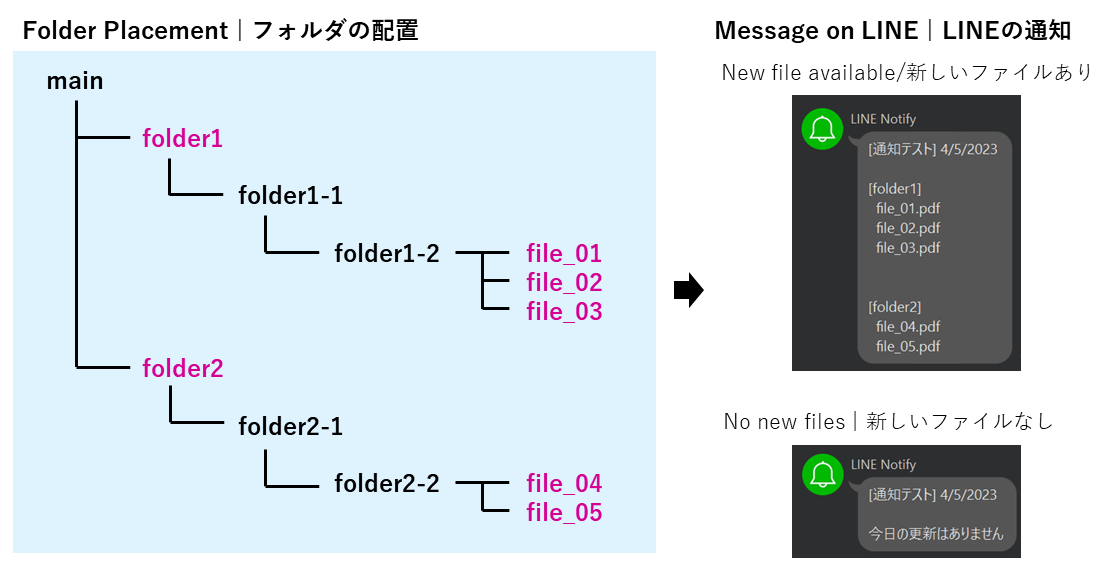 Folder Placement | フォルダの配置
main
folder1
folder1-1
folder1-2
file_01
file_02
file_03
folder2
folder2-1
folder2-2
file_04
file_05
Message on LINE | LINEの通知
New file available/新しいファイルあり
LINE Notify
[通知テスト] 4/5/2023
[folder1]
file_01.pdf
file_02.pdf
file_03.pdf
[folder2]
file_04.pdf
file_05.pdf
No new files | 新しいファイルなし
LINE Notify
[通知テスト] 4/5/2023
今日の更新はありません